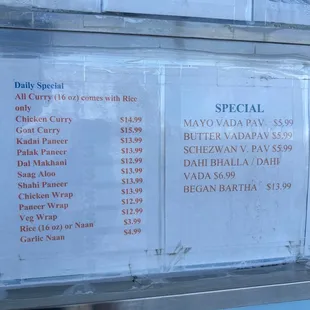 Daily Special
All Curry (16 oz) comes with Rice
only
Chicken Curry $14.99
Goat Curry $15.99
Kadai Paneer $13.99
Palak Paneer $13.99
Dal Makhani $12.99
Saag Aloo $13.99
Shahi Paneer $13.99
Chicken Wrap $13.99
Paneer Wrap $12.99
Veg Wrap $12.99
Rice (16 oz) or Naan $3.99
Garlic Naan $4.99
SPECIAL
MAYO VADA PAV $5.99
BUTTER VADAPAV $5.99
SCHEZWAN V. PAV $5.99
DAHI BHALLA / DAHI
VADA $6.99
BEGAN BARTHA $13.99